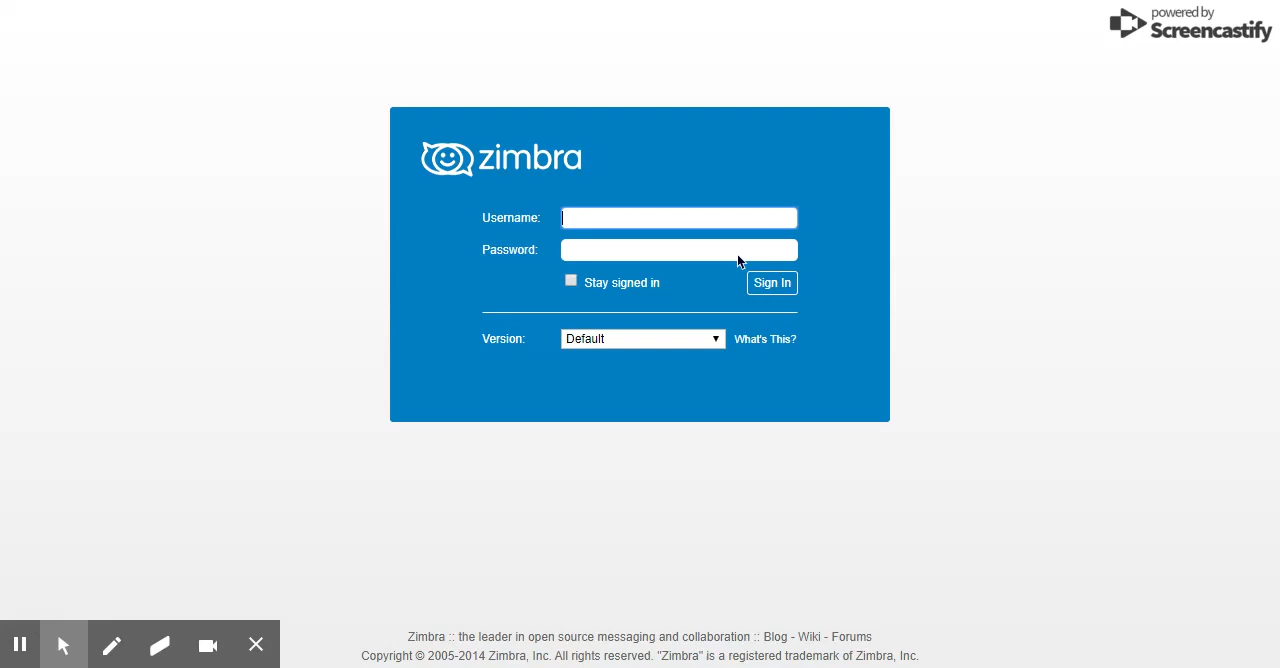 powered by
Screencastify
zimbra
Username:
Password:
Stay signed in
Sign In
Version:
Default
What's This?
Zimbra :: the leader in open source messaging and collaboration :: Blog - Wiki - Forums
Copyright © 2005-2014 Zimbra, Inc. All rights reserved. "Zimbra" is a registered trademark of Zimbra, Inc.